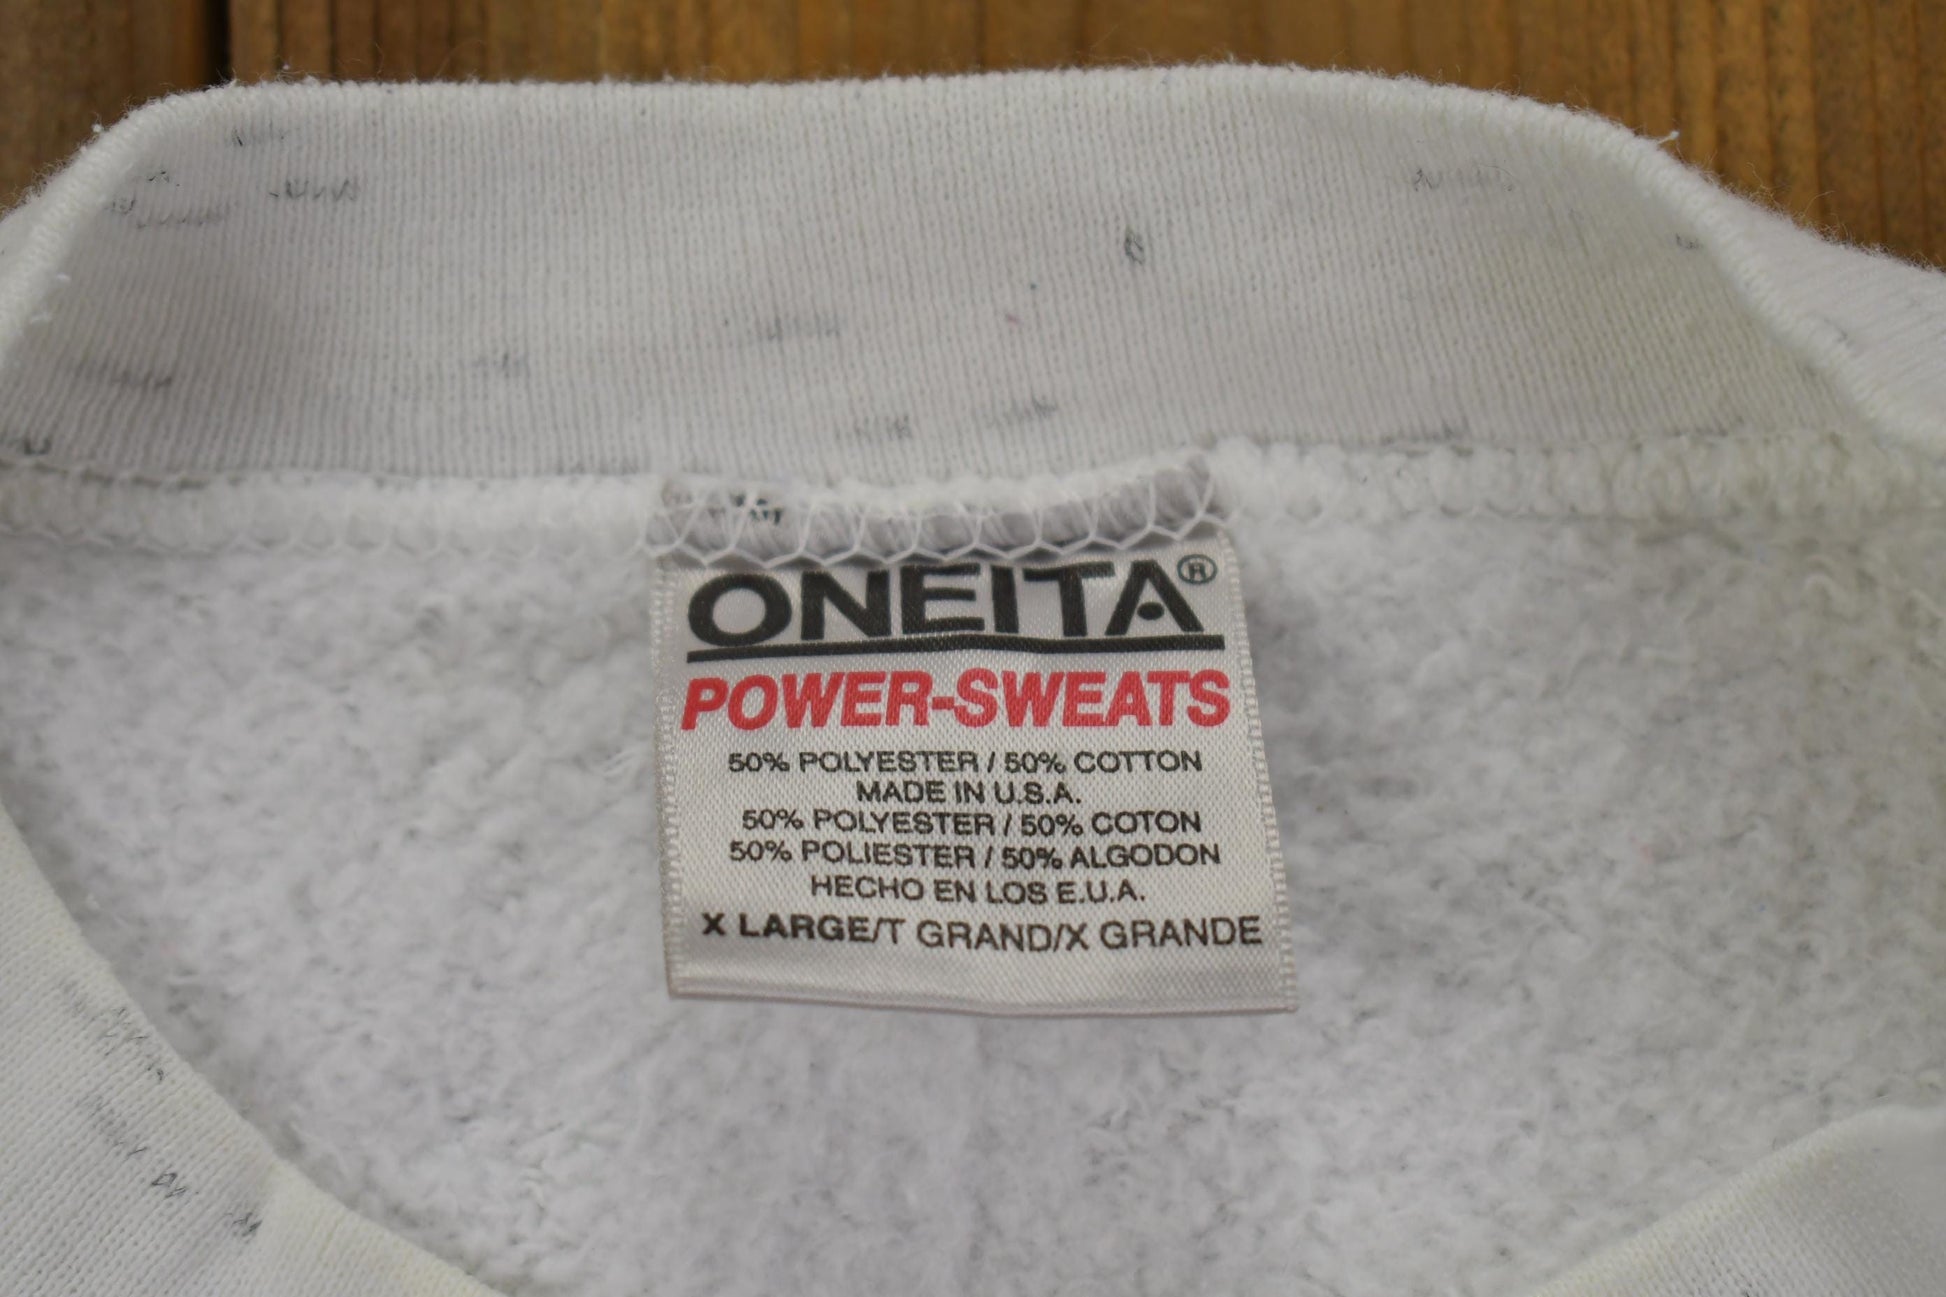 ONEITA®
POWER-SWEATS
50% POLYESTER / 50% COTTON
MADE IN U.S.A.
50% POLYESTER / 50% COTON
50% POLIESTER / 50% ALGODON
HECHO EN LOS E.U.A.
X LARGE/T GRAND/X GRANDE